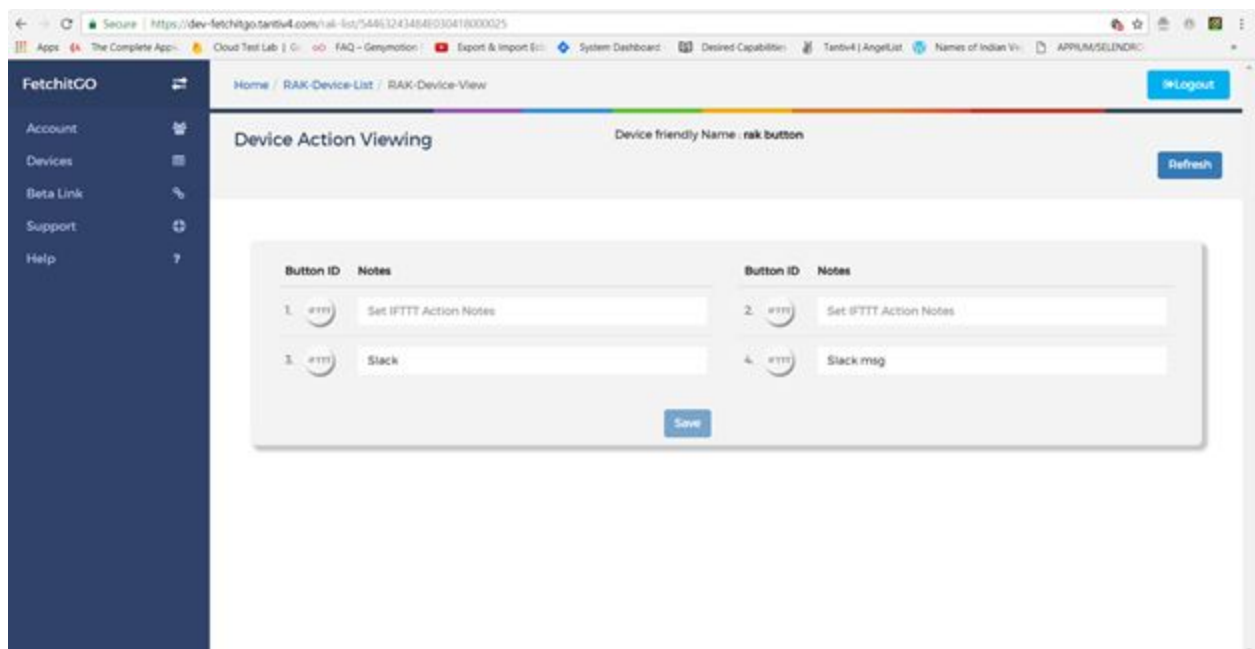 Secure https://dev-fetchitgo.tantiv4.com/rak-list/
Apps The Complete App Cloud Test Lab | G FAQ – Genymotion Export & Import Ec System Dashboard Desired Capabilities Tantiv4 | AngelList Names of Indian Ve APPIUM/SELENDRO
FetchitGO Home / RAK-Device-List / RAK-Device-View Logout
Account
Devices
Beta Link
Support
Help ?
Device Action Viewing Device friendly Name : rak button
Refresh
Button ID Notes Button ID Notes
1. IFTTT Set IFTTT Action Notes 2. IFTTT Set IFTTT Action Notes
3. IFTTT Slack 4. IFTTT Slack msg
Save